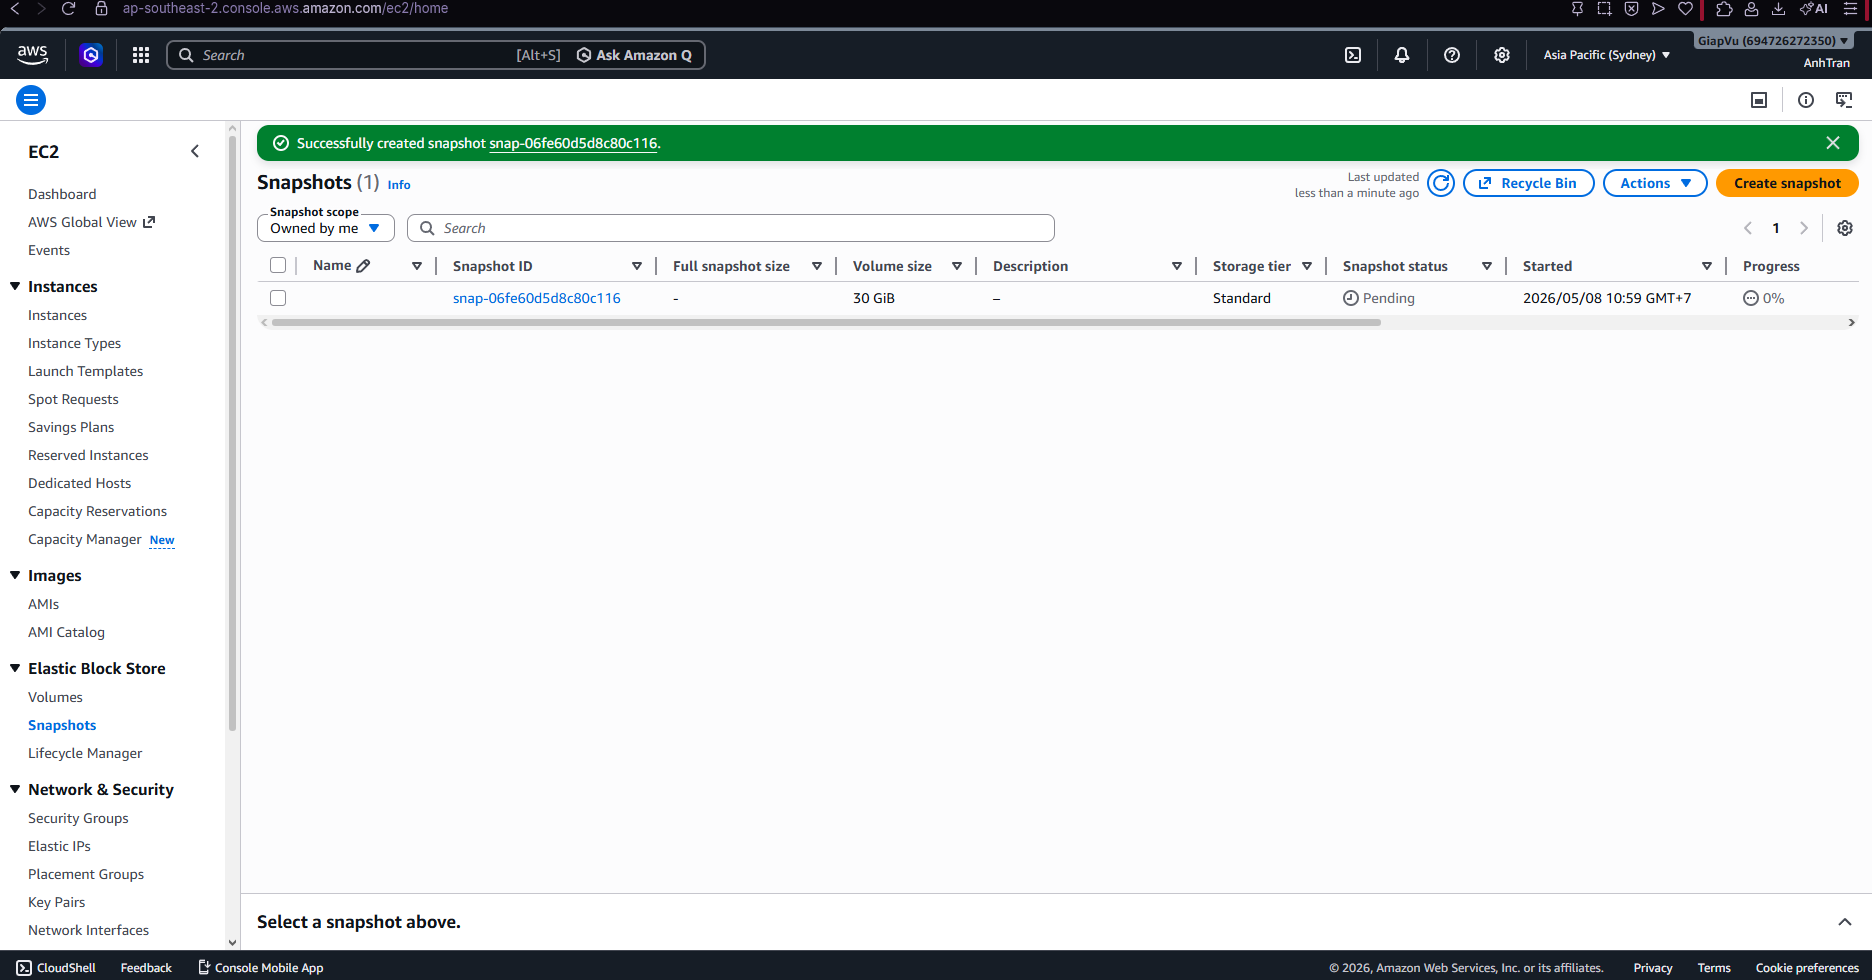 ap-southeast-2.console.aws.amazon.com/ec2/home
AI
aws
Search [Alt+S] Ask Amazon Q
Asia Pacific (Sydney)
GiapVu (694726272350)
AnhTran
EC2
Dashboard
AWS Global View
Events
Instances
Instances
Instance Types
Launch Templates
Spot Requests
Savings Plans
Reserved Instances
Dedicated Hosts
Capacity Reservations
Capacity Manager New
Images
AMIs
AMI Catalog
Elastic Block Store
Volumes
Snapshots
Lifecycle Manager
Network & Security
Security Groups
Elastic IPs
Placement Groups
Key Pairs
Network Interfaces
Successfully created snapshot snap-06fe60d5d8c80c116.
Snapshots (1) Info
Last updated
less than a minute ago
Recycle Bin
Actions
Create snapshot
Snapshot scope
Owned by me
Search
1
Name Snapshot ID Full snapshot size Volume size Description Storage tier Snapshot status Started Progress
snap-06fe60d5d8c80c116 - 30 GiB – Standard Pending 2026/05/08 10:59 GMT+7 0%
Select a snapshot above.
CloudShell Feedback Console Mobile App © 2026, Amazon Web Services, Inc. or its affiliates. Privacy Terms Cookie preferences